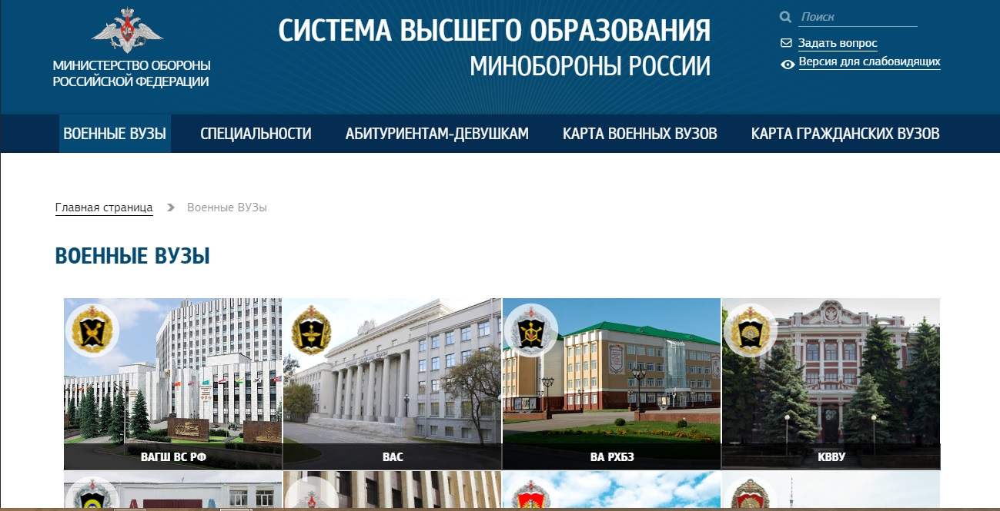 МИНИСТЕРСТВО ОБОРОНЫ
РОССИЙСКОЙ ФЕДЕРАЦИИ
СИСТЕМА ВЫСШЕГО ОБРАЗОВАНИЯ
МИНОБОРОНЫ РОССИИ
Поиск
Задать вопрос
Версия для слабовидящих
ВОЕННЫЕ ВУЗЫ СПЕЦИАЛЬНОСТИ АБИТУРИЕНТАМ-ДЕВУШКАМ КАРТА ВОЕННЫХ ВУЗОВ КАРТА ГРАЖДАНСКИХ ВУЗОВ
Главная страница > Военные ВУЗы
ВОЕННЫЕ ВУЗЫ
ВАГШ ВС РФ
ВАС
ВА РХБЗ
КВВУ